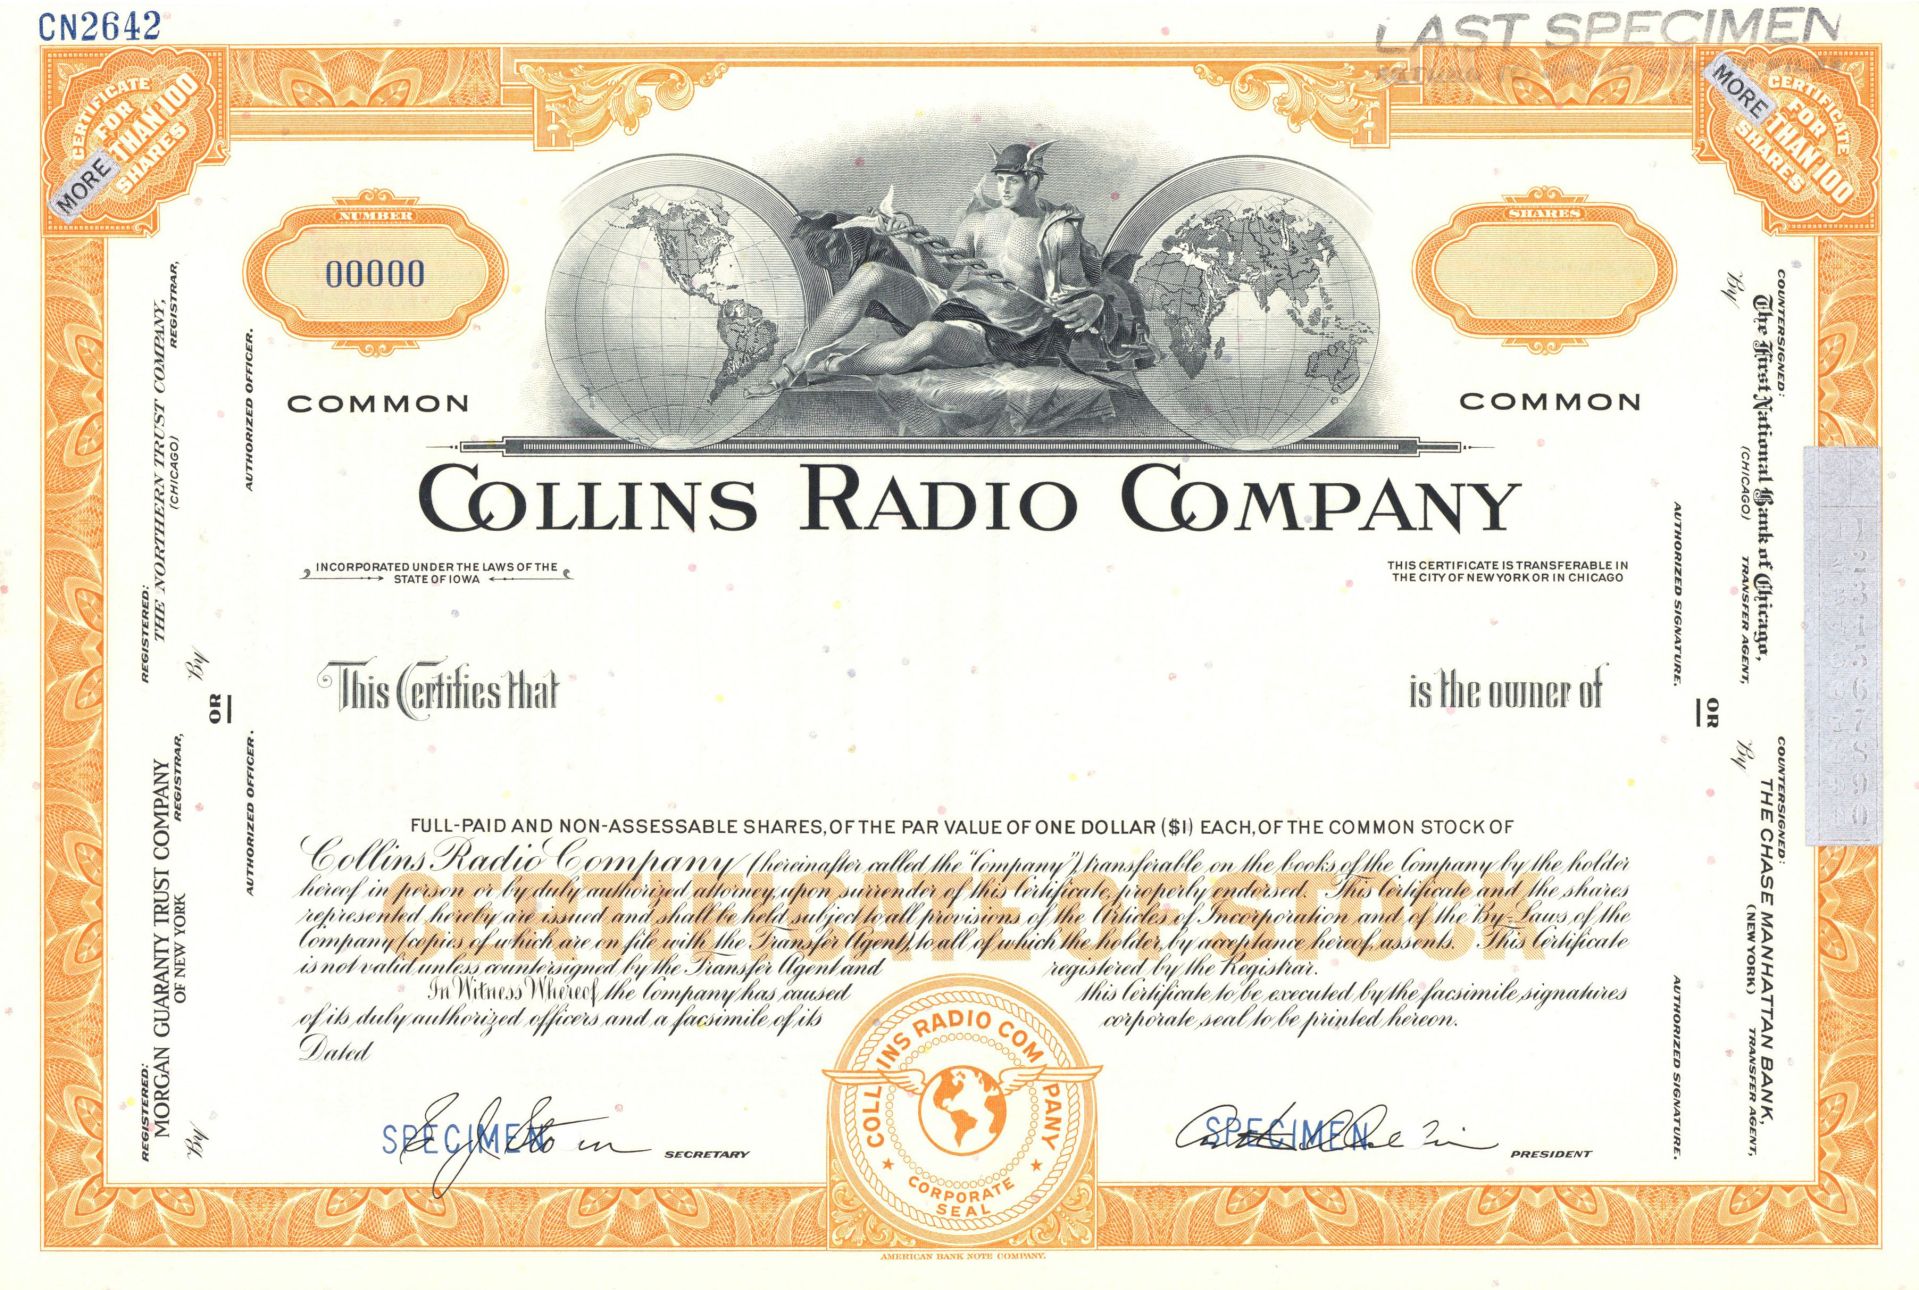 CN2642
LAST SPECIMEN
CERTIFICATE
FOR
MORE THAN 100
SHARES
CERTIFICATE
FOR
MORE THAN 100
SHARES
NUMBER
00000
SHARES
COMMON
COMMON
COLLINS RADIO COMPANY
INCORPORATED UNDER THE LAWS OF THE
STATE OF IOWA
THIS CERTIFICATE IS TRANSFERABLE IN
THE CITY OF NEW YORK OR IN CHICAGO
This Certifies that
is the owner of
FULL-PAID AND NON-ASSESSABLE SHARES, OF THE PAR VALUE OF ONE DOLLAR ($1) EACH, OF THE COMMON STOCK OF
Collins Radio Company (hereinafter called the "Company"), transferable on the books of the Company by the holder
hereof in person or by duly authorized attorney, upon surrender of this Certificate properly endorsed. This Certificate and the shares
represented hereby are issued and shall be held subject to all provisions of the Articles of Incorporation and of the By-Laws of the
Company (copies of which are on file with the Transfer Agent), to all of which the holder, by acceptance hereof, assents. This Certificate
is not valid unless countersigned by the Transfer Agent and registered by the Registrar.
In Witness Whereof, the Company has caused this Certificate to be executed by the facsimile signatures
of its duly authorized officers and a facsimile of its corporate seal to be printed hereon.
Dated
CERTIFICATE OF STOCK
SPECIMEN
SECRETARY
SPECIMEN
PRESIDENT
COLLINS RADIO COMPANY
CORPORATE
SEAL
AMERICAN BANK NOTE COMPANY.
REGISTERED:
THE NORTHERN TRUST COMPANY,
(CHICAGO) REGISTRAR,
By
AUTHORIZED OFFICER.
OR
REGISTERED:
MORGAN GUARANTY TRUST COMPANY
OF NEW YORK REGISTRAR,
By
AUTHORIZED OFFICER.
COUNTERSIGNED:
The First National Bank of Chicago,
(CHICAGO) TRANSFER AGENT,
By
AUTHORIZED SIGNATURE.
OR
COUNTERSIGNED:
THE CHASE MANHATTAN BANK,
(NEW YORK) TRANSFER AGENT,
By
AUTHORIZED SIGNATURE.